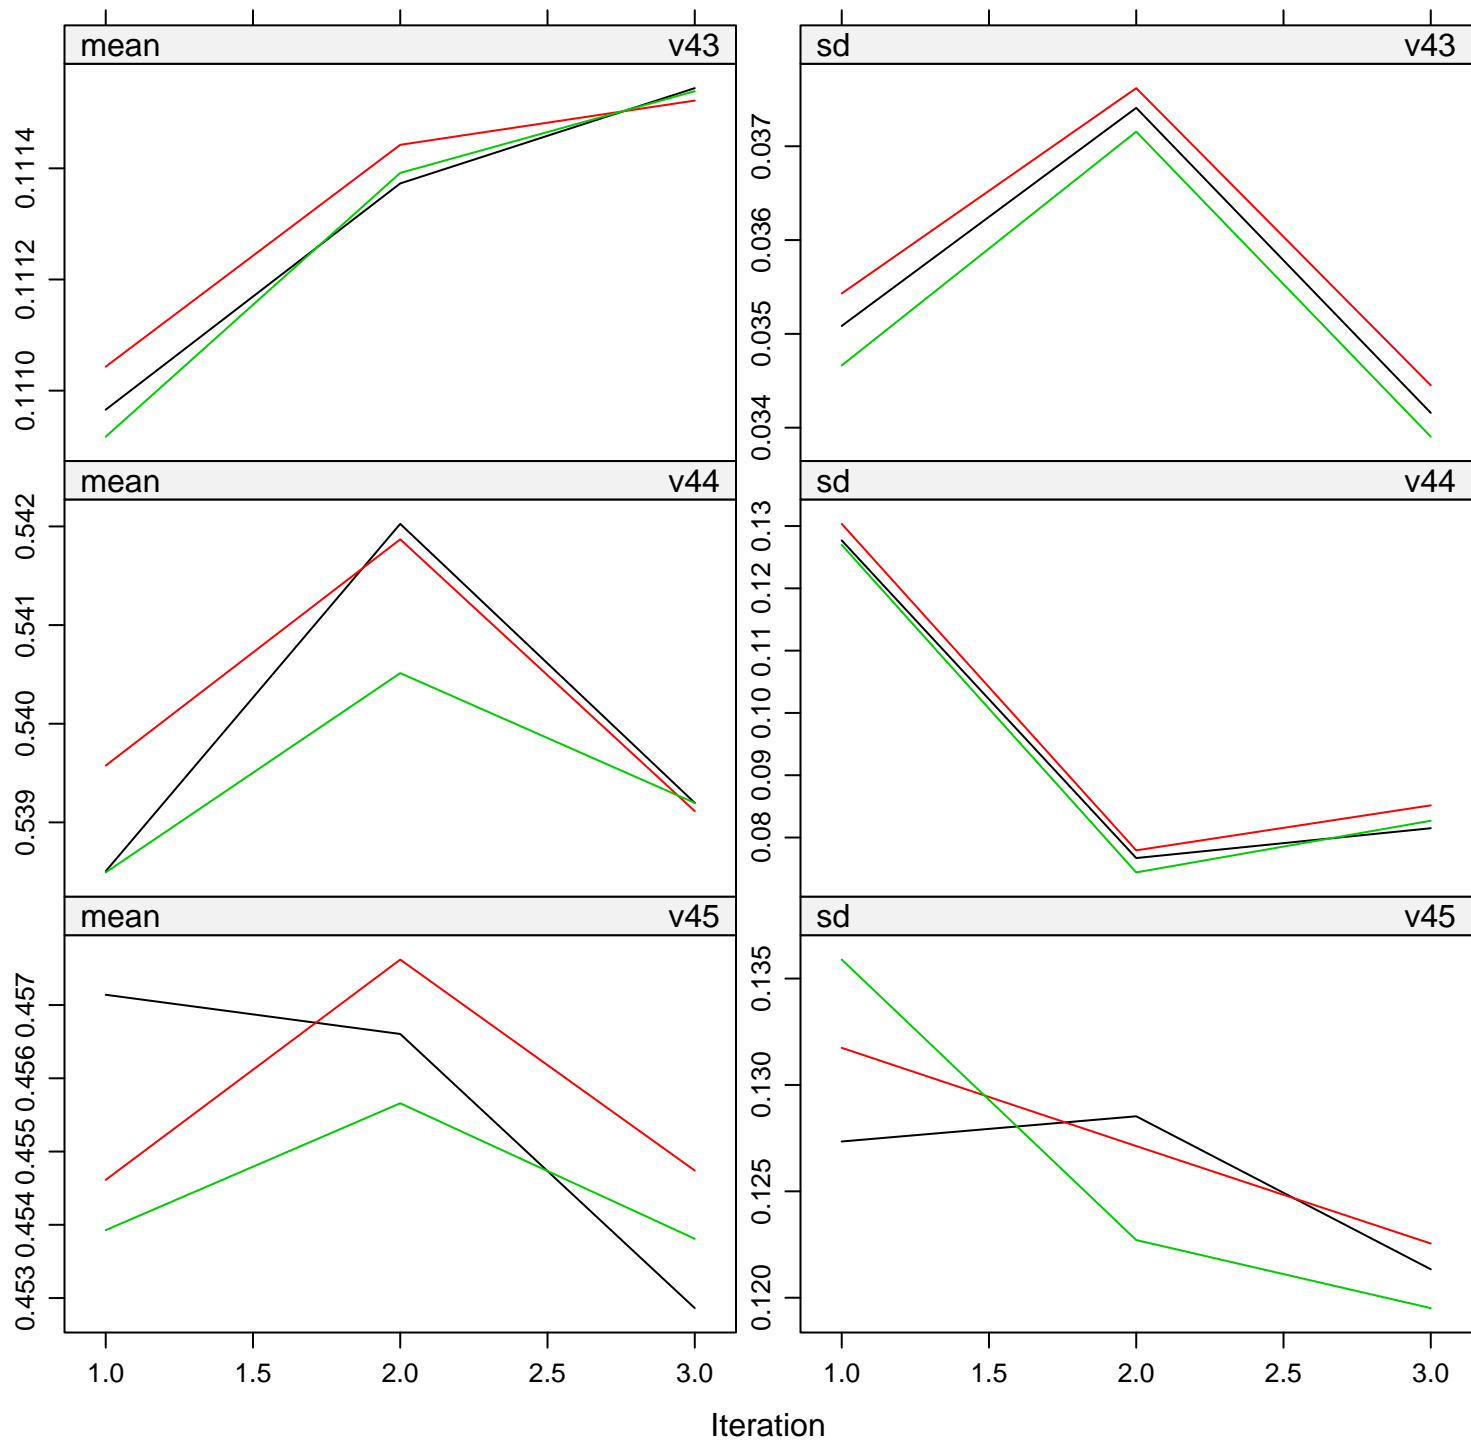 mean v43
sd v43
0.1110 0.1112 0.1114
0.034 0.035 0.036 0.037
mean v44
sd v44
0.539 0.540 0.541 0.542
0.08 0.09 0.10 0.11 0.12 0.13
mean v45
sd v45
0.453 0.454 0.455 0.456 0.457
0.120 0.125 0.130 0.135
1.0 1.5 2.0 2.5 3.0
1.0 1.5 2.0 2.5 3.0
Iteration